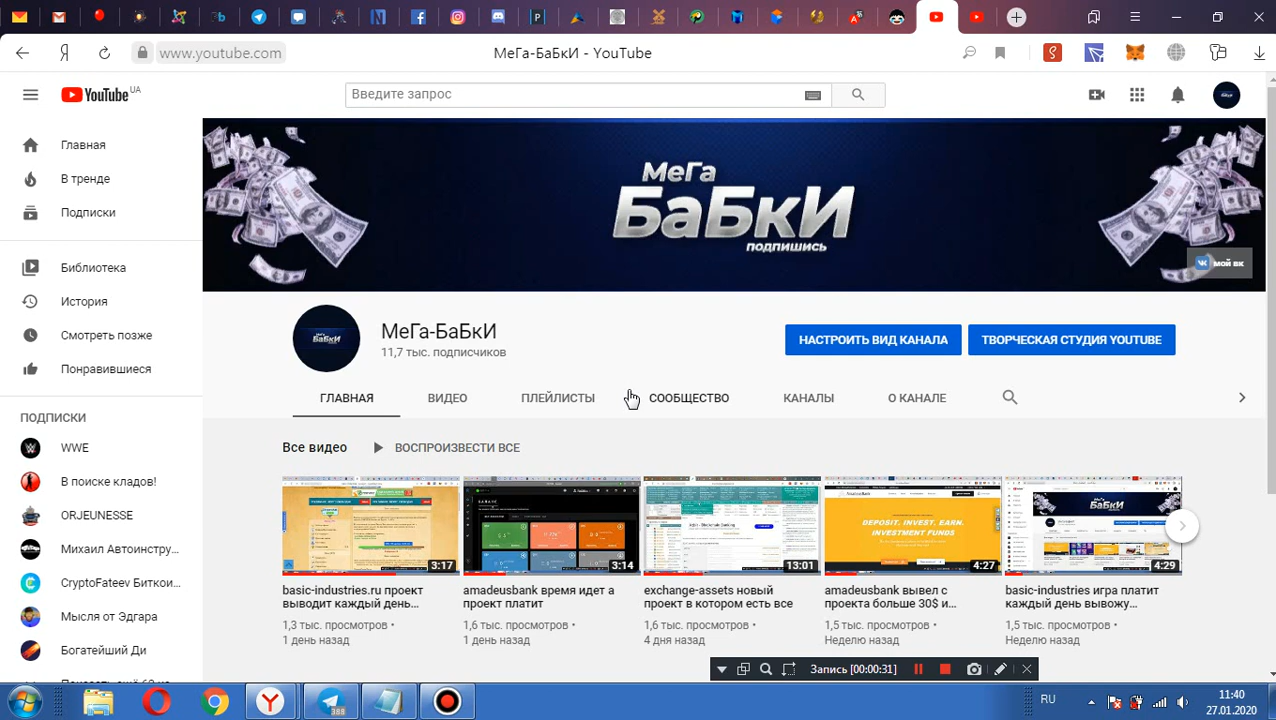 www.youtube.com
МеГа-БаБкИ - YouTube
YouTube UA
Введите запрос
Главная
В тренде
Подписки
Библиотека
История
Смотреть позже
Понравившиеся
ПОДПИСКИ
WWE
В поиске кладов!
ORJEUNESSE
Михаил Автоинстру...
CryptoFateev Биткои...
Мысля от Эдгара
Богатейший Ди
МеГа
БаБкИ
подпишись
мой вк
МеГа-БаБкИ
11,7 тыс. подписчиков
НАСТРОИТЬ ВИД КАНАЛА
ТВОРЧЕСКАЯ СТУДИЯ YOUTUBE
ГЛАВНАЯ
ВИДЕО
ПЛЕЙЛИСТЫ
СООБЩЕСТВО
КАНАЛЫ
О КАНАЛЕ
Все видео
ВОСПРОИЗВЕСТИ ВСЕ
3:17
basic-industries.ru проект
выводит каждый день...
1,3 тыс. просмотров •
1 день назад
3:14
amadeusbank время идет а
проект платит
1,6 тыс. просмотров •
1 день назад
13:01
exchange-assets новый
проект в котором есть все
1,6 тыс. просмотров •
4 дня назад
DEPOSIT. INVEST. EARN.
INVESTMENT FUNDS
4:27
amadeusbank вывел с
проекта больше 30$ и...
1,5 тыс. просмотров •
Неделю назад
БаБкИ
4:29
basic-industries игра платит
каждый день вывожу...
1,5 тыс. просмотров •
Неделю назад
Запись [00:00:31]
388
RU
11:40
27.01.2020